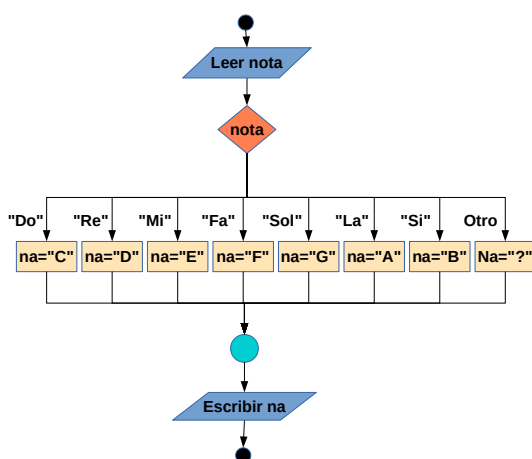 Leer nota
nota
"Do" "Re" "Mi" "Fa" "Sol" "La" "Si" Otro
na="C" na="D" na="E" na="F" na="G" na="A" na="B" Na="?"
Escribir na